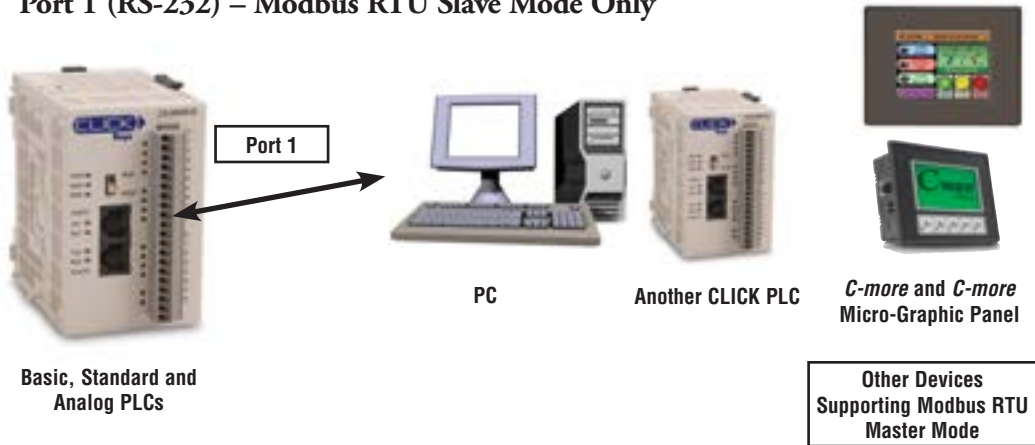 Port 1 (RS-232) – Modbus RTU Slave Mode Only
CLICK
Port 1
PC
Another CLICK PLC
C-more and C-more
Micro-Graphic Panel
Basic, Standard and
Analog PLCs
Other Devices
Supporting Modbus RTU
Master Mode